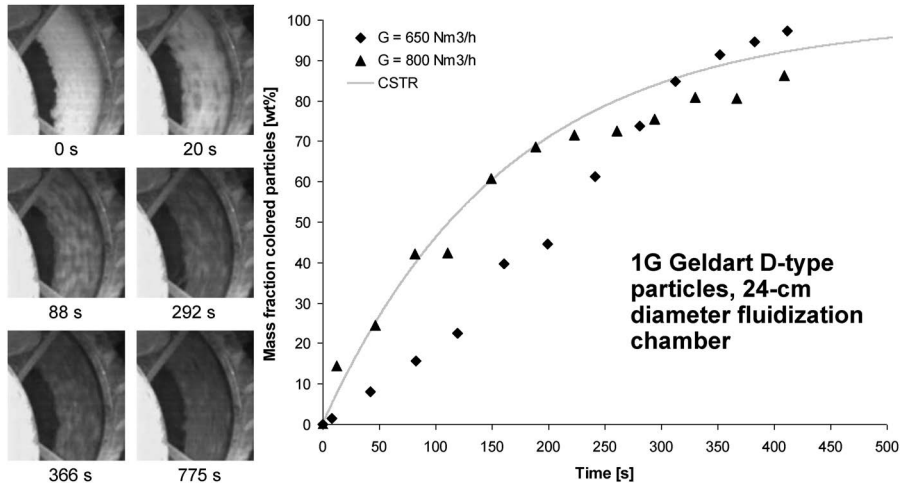 0 s
20 s
88 s
292 s
366 s
775 s
Mass fraction colored particles [wt%]
100
90
80
70
60
50
40
30
20
10
0
G = 650 Nm3/h
G = 800 Nm3/h
CSTR
1G Geldart D-type
particles, 24-cm
diameter fluidization
chamber
0
50
100
150
200
250
300
350
400
450
500
Time [s]